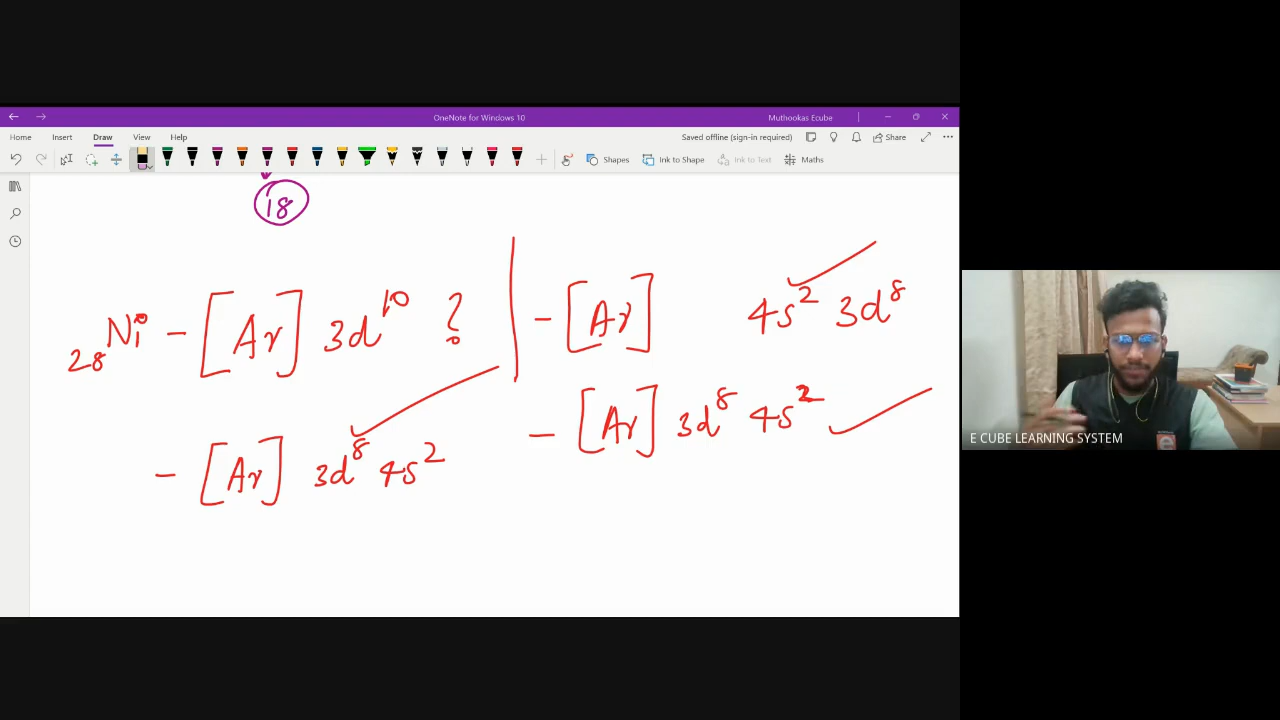 OneNote for Windows 10
Muthookas Ecube
Home Insert Draw View Help
Saved offline (sign-in required)
Share
Shapes
Ink to Shape
Ink to Text
Maths
18
₂₈Ni - [Ar] 3d¹⁰ ?
- [Ar] 4s² 3d⁸
- [Ar] 3d⁸ 4s²
- [Ar] 3d⁸ 4s²
E CUBE LEARNING SYSTEM